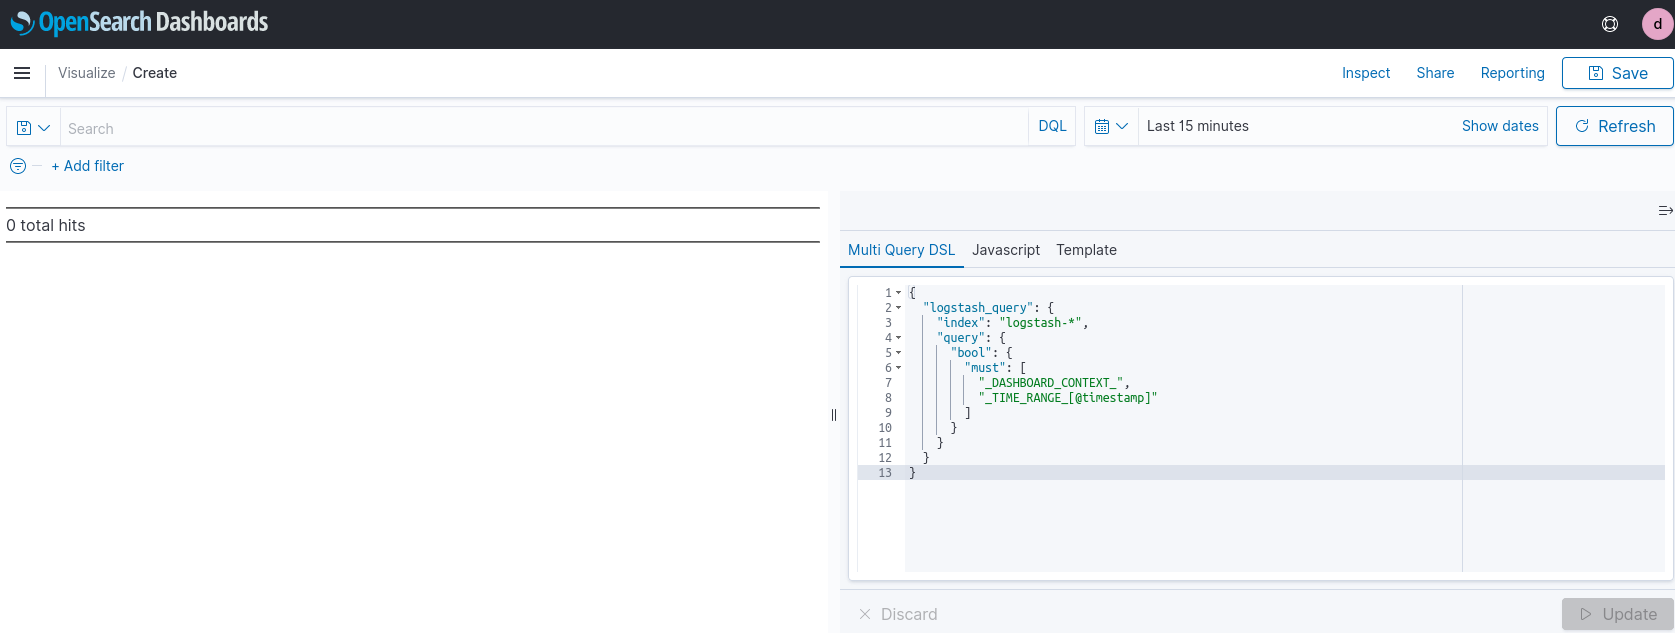 OpenSearch Dashboards
d
Visualize / Create
Inspect Share Reporting Save
Search DQL Last 15 minutes Show dates Refresh
+ Add filter
0 total hits
Multi Query DSL Javascript Template
1 {
2 "logstash_query": {
3 "index": "logstash-*",
4 "query": {
5 "bool": {
6 "must": [
7 "_DASHBOARD_CONTEXT_",
8 "_TIME_RANGE_[@timestamp]"
9 ]
10 }
11 }
12 }
13 }
Discard Update